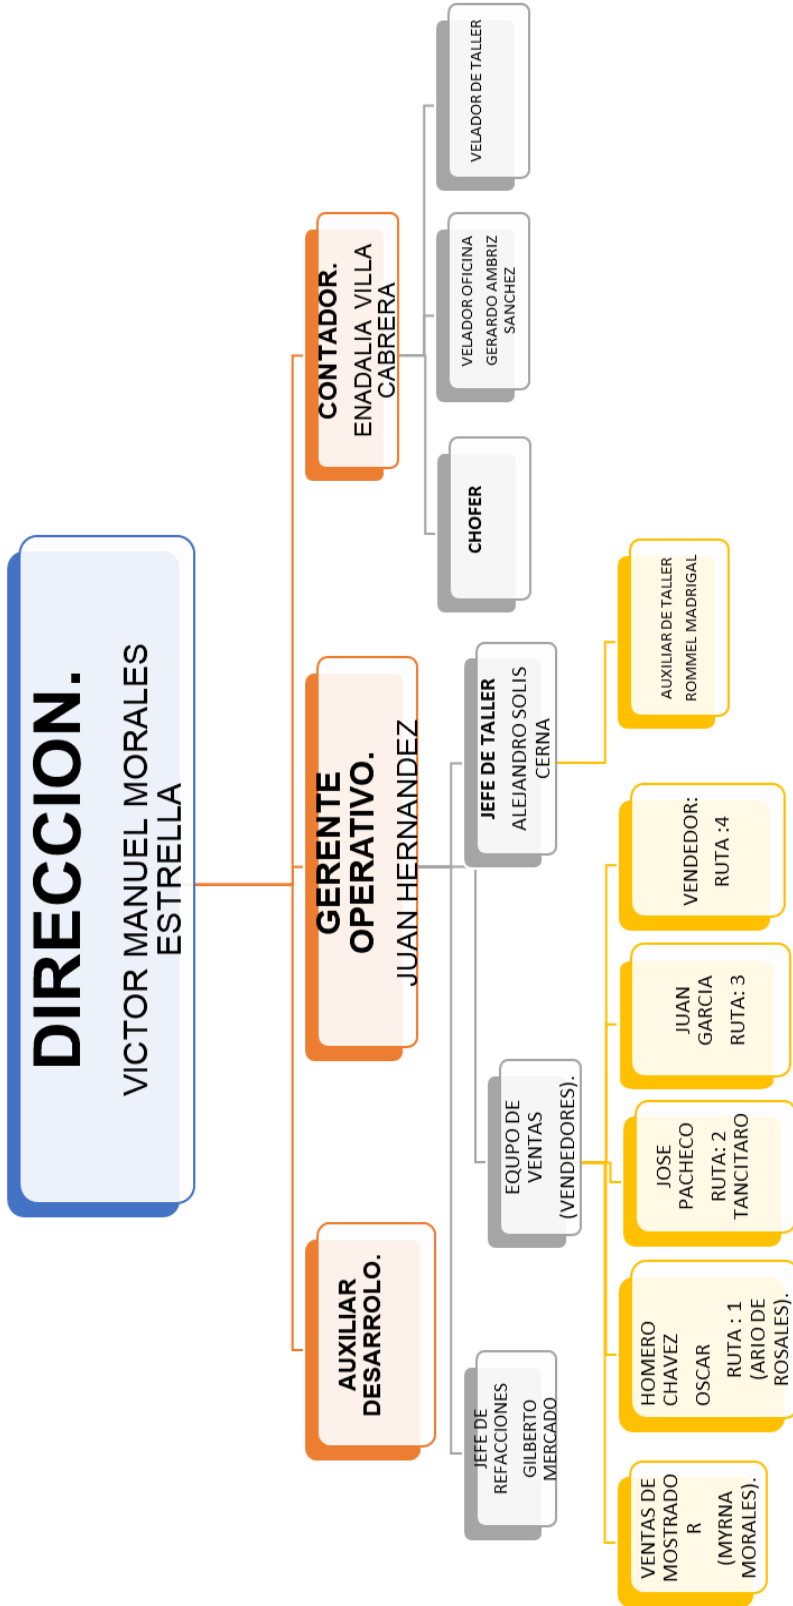 DIRECCION.
VICTOR MANUEL MORALES
ESTRELLA
AUXILIAR
DESARROLO.
GERENTE
OPERATIVO.
JUAN HERNANDEZ
CONTADOR.
ENADALIA VILLA
CABRERA
JEFE DE
REFACCIONES
GILBERTO
MERCADO
EQUPO DE
VENTAS
(VENDEDORES).
JEFE DE TALLER
ALEJANDRO SOLIS
CERNA
CHOFER
VELADOR OFICINA
GERARDO AMBRIZ
SANCHEZ
VELADOR DE TALLER
VENTAS DE
MOSTRADO
R
(MYRNA
MORALES).
HOMERO
CHAVEZ
OSCAR
RUTA : 1
(ARIO DE
ROSALES).
JOSE
PACHECO
RUTA: 2
TANCITARO
JUAN
GARCIA
RUTA: 3
VENDEDOR:
RUTA :4
AUXILIAR DE TALLER
ROMMEL MADRIGAL